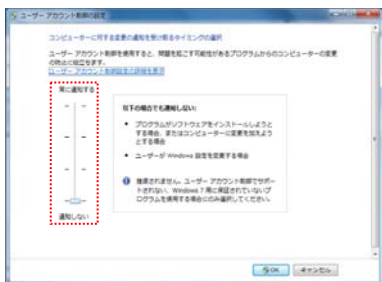 ユーザー アカウント制御の設定
コンピューターに対する変更の通知を受け取るタイミングの選択
ユーザー アカウント制御を使用すると、問題を起こす可能性があるプログラムからのコンピューターの変更
の防止に役立ちます。
ユーザー アカウント制御設定の詳細を表示
常に通知する
以下の場合でも通知しない:
• プログラムがソフトウェアをインストールしようと
する場合、またはコンピューターに変更を加えよう
とする場合
• ユーザーが Windows 設定を変更する場合
推奨されません。ユーザー アカウント制御でサポー
トされない、Windows 7 用に保証されていないプ
ログラムを使用する場合にのみ選択してください。
通知しない
OK
キャンセル